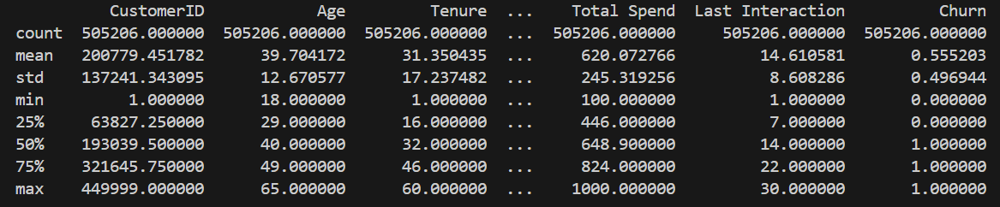 CustomerID Age Tenure ... Total Spend Last Interaction Churn
count 505206.000000 505206.000000 505206.000000 ... 505206.000000 505206.000000 505206.000000
mean 200779.451782 39.704172 31.350435 ... 620.072766 14.610581 0.555203
std 137241.343095 12.670577 17.237482 ... 245.319256 8.608286 0.496944
min 1.000000 18.000000 1.000000 ... 100.000000 1.000000 0.000000
25% 63827.250000 29.000000 16.000000 ... 446.000000 7.000000 0.000000
50% 193039.500000 40.000000 32.000000 ... 648.900000 14.000000 1.000000
75% 321645.750000 49.000000 46.000000 ... 824.000000 22.000000 1.000000
max 449999.000000 65.000000 60.000000 ... 1000.000000 30.000000 1.000000